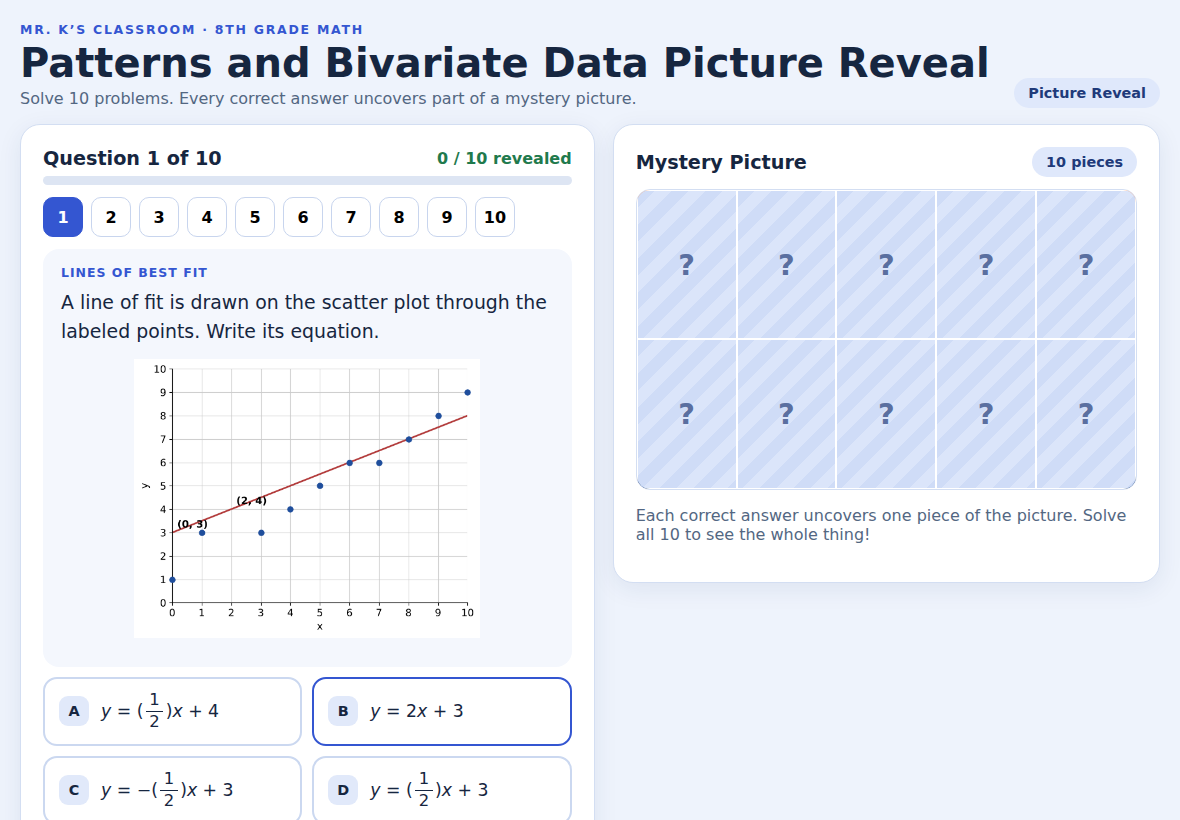 MR. K’S CLASSROOM · 8TH GRADE MATH
Patterns and Bivariate Data Picture Reveal
Solve 10 problems. Every correct answer uncovers part of a mystery picture.
Picture Reveal
Question 1 of 10
0 / 10 revealed
1 2 3 4 5 6 7 8 9 10
LINES OF BEST FIT
A line of fit is drawn on the scatter plot through the
labeled points. Write its equation.
10
9
8
7
6
5
4
3
2
1
0
y
(2, 4)
(0, 3)
0 1 2 3 4 5 6 7 8 9 10
x
A y = (1/2)x + 4
B y = 2x + 3
C y = −(1/2)x + 3
D y = (1/2)x + 3
Mystery Picture
10 pieces
? ? ? ? ?
? ? ? ? ?
Each correct answer uncovers one piece of the picture. Solve
all 10 to see the whole thing!